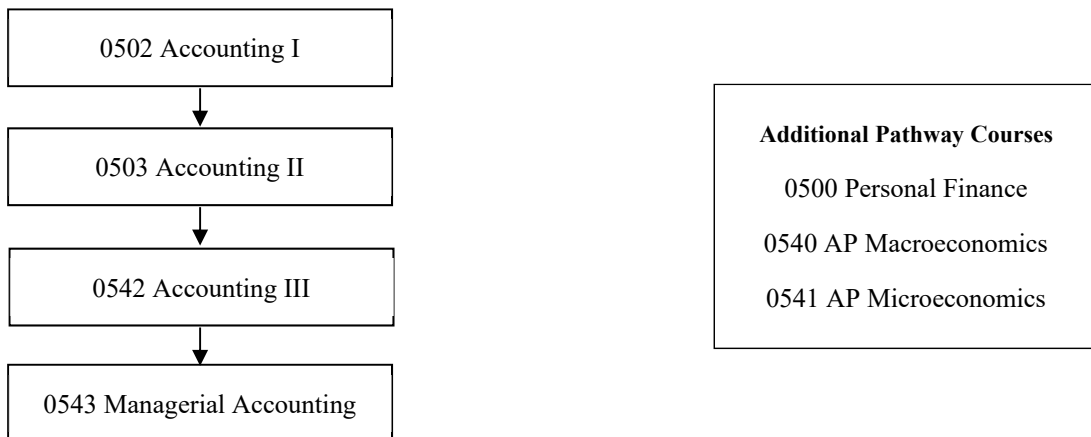 0502 Accounting I
0503 Accounting II
0542 Accounting III
0543 Managerial Accounting
Additional Pathway Courses
0500 Personal Finance
0540 AP Macroeconomics
0541 AP Microeconomics